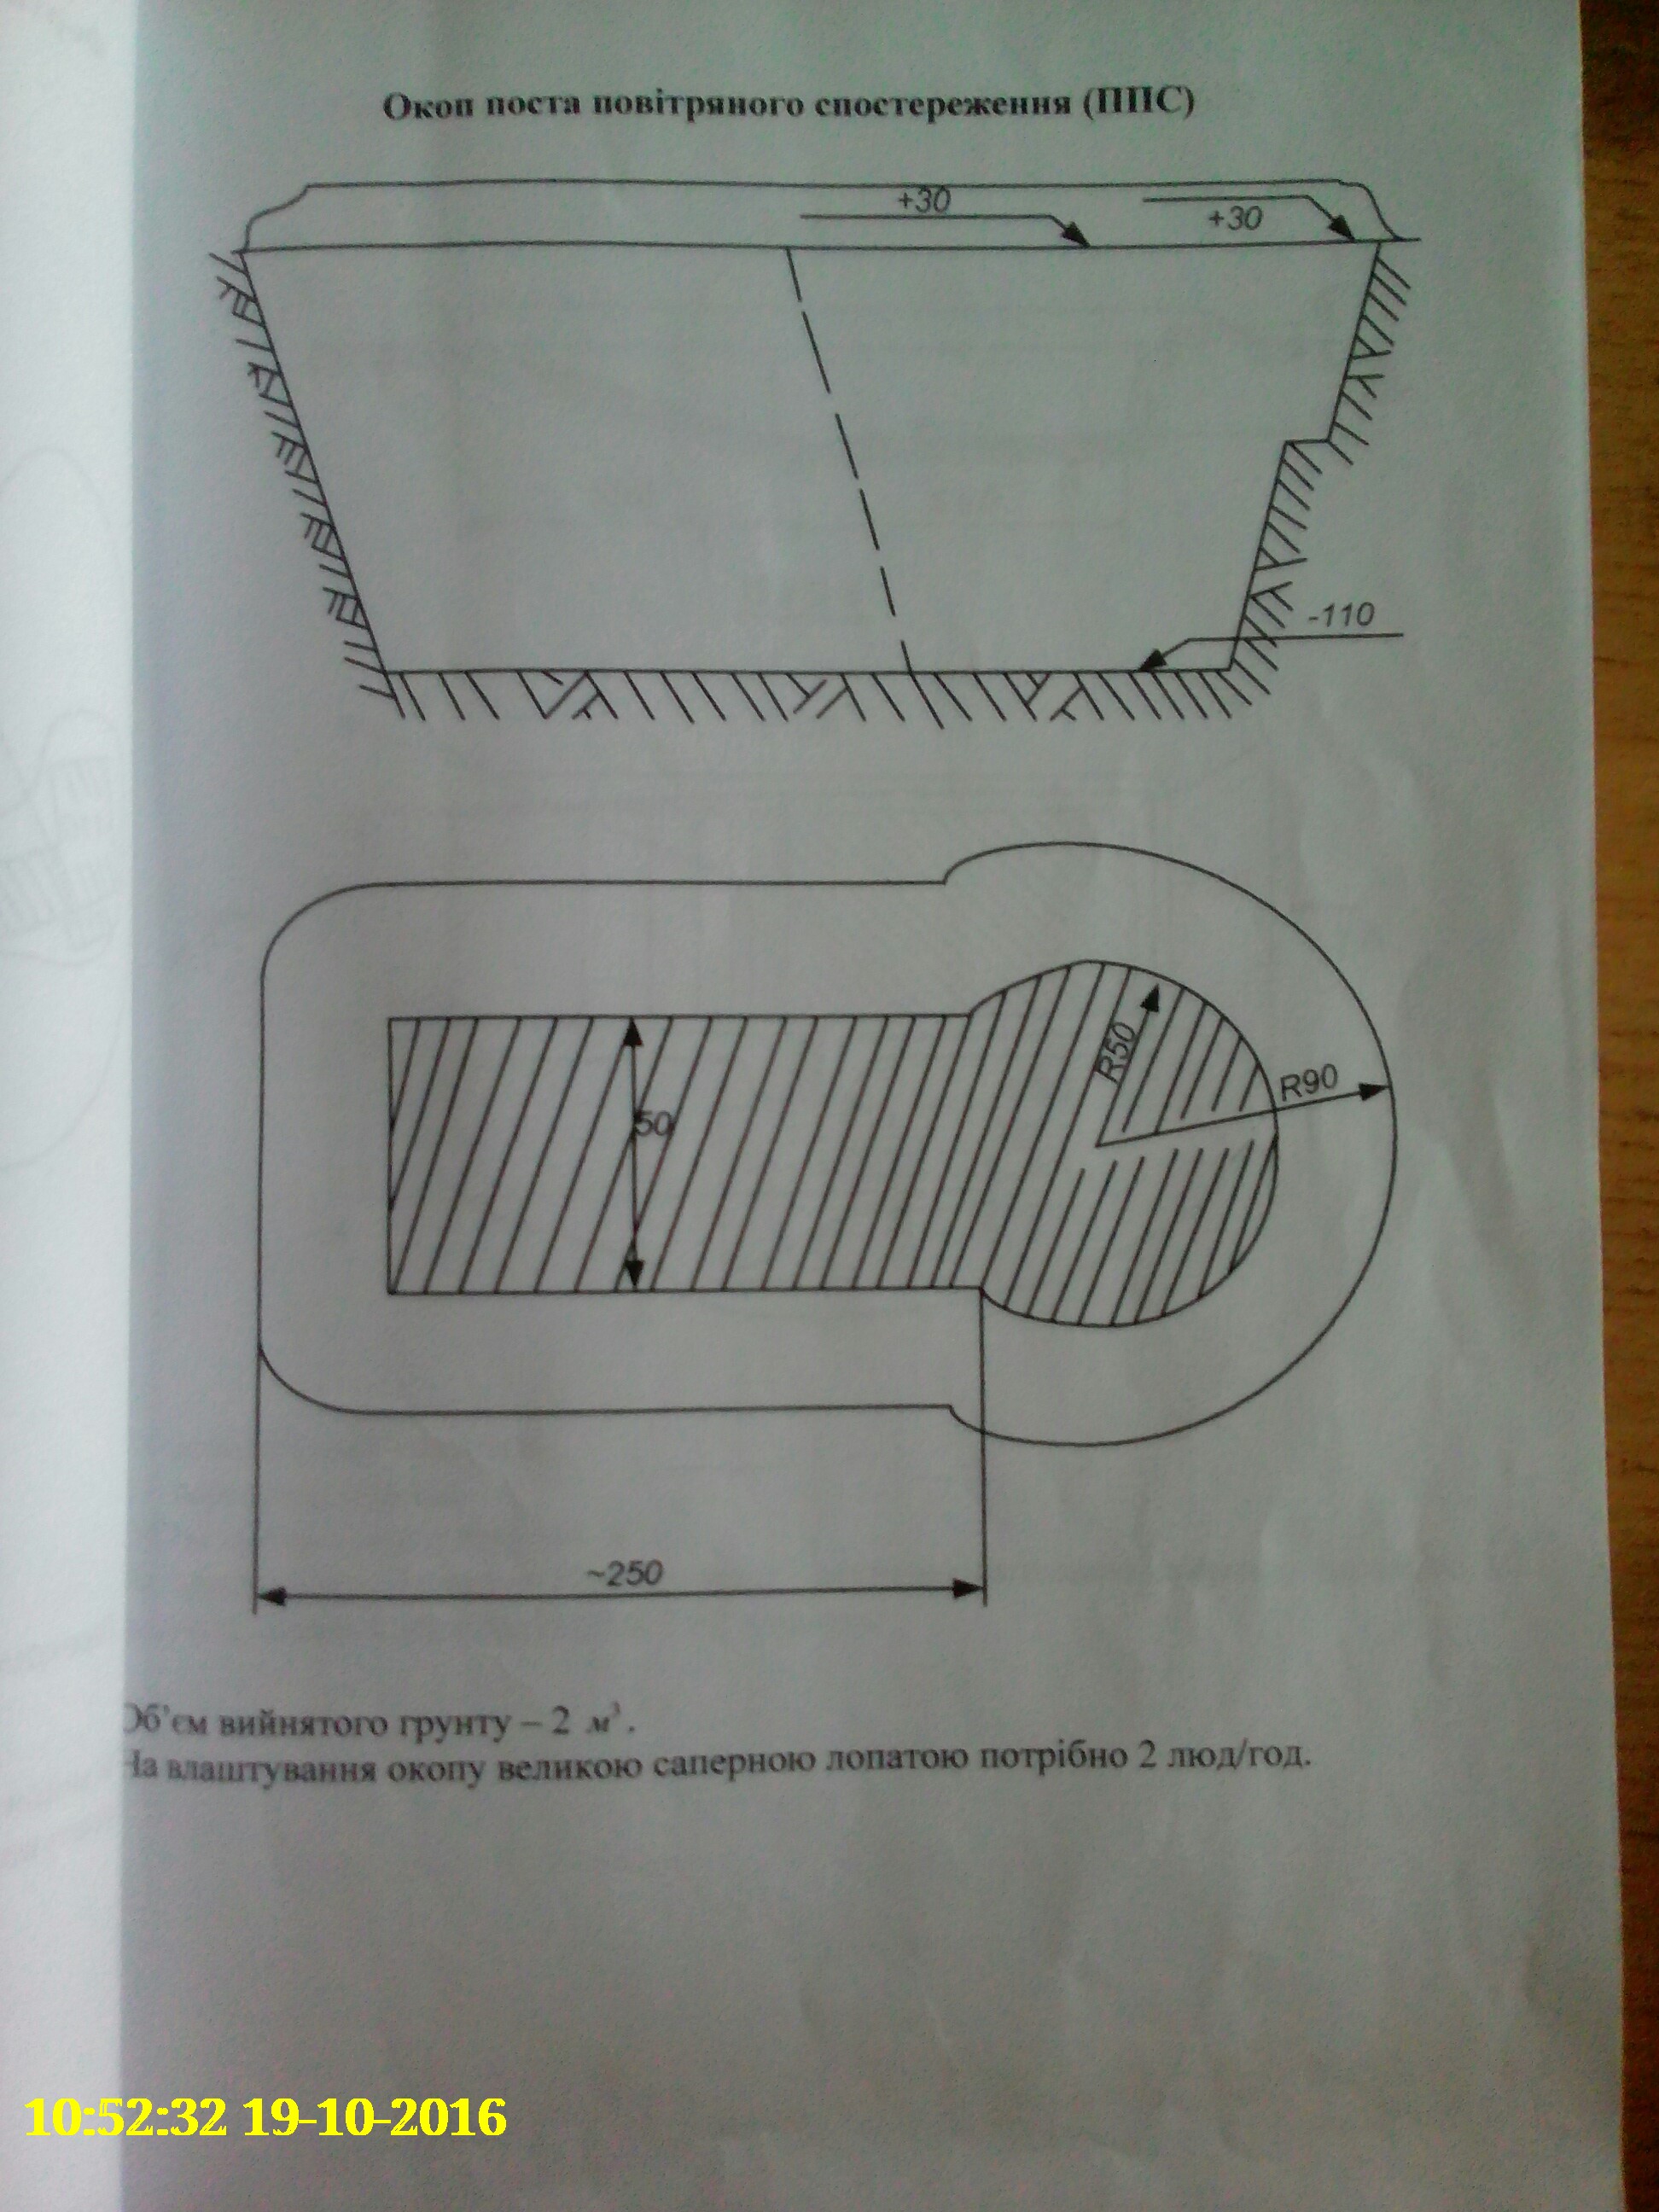 Окоп поста повітряного спостереження (ППС)
+30
+30
-110
R50
R90
50
~250
Об'єм вийнятого грунту – 2 м³.
На влаштування окопу великою саперною лопатою потрібно 2 люд/год.
10:52:32 19-10-2016